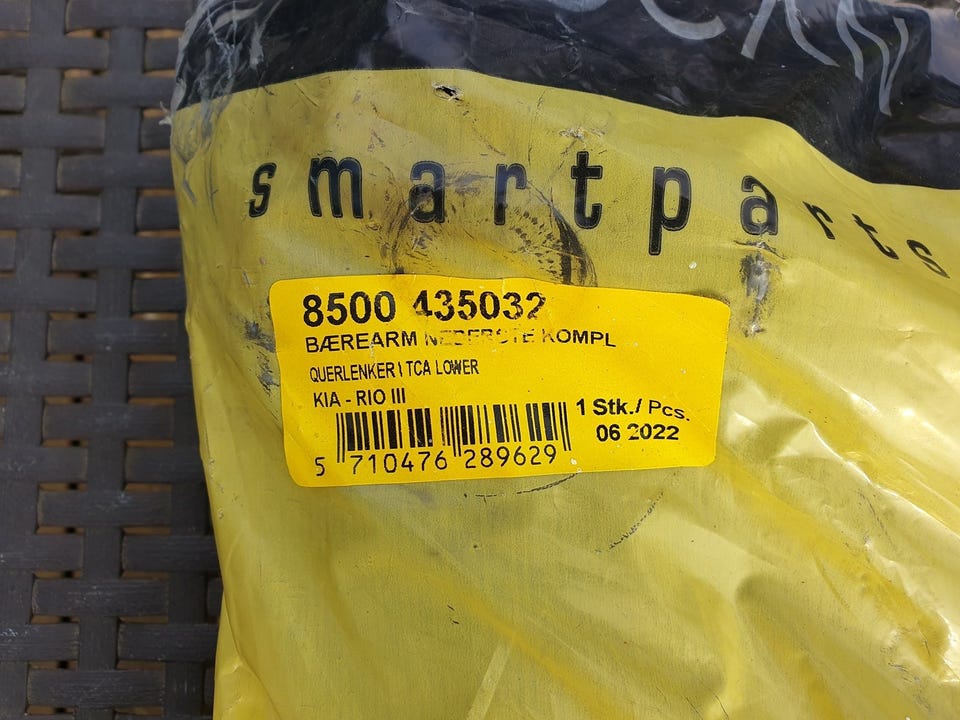 smartparts
8500 435032
BÆREARM NEDERSTE KOMPL
QUERLENKER \ TCA LOWER
KIA - RIO III
1 Stk./ Pcs.
06 2022
5 710476 289629